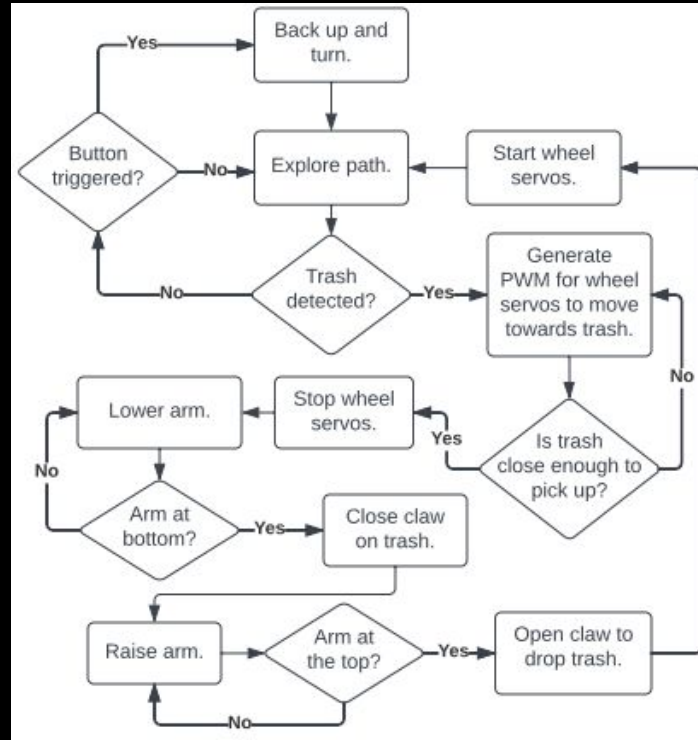 Back up and
turn.
Yes
Button
triggered?
No
Explore path.
Start wheel
servos.
Trash
detected?
No
Yes
Generate
PWM for wheel
servos to move
towards trash.
No
Lower arm.
Stop wheel
servos.
Yes
Is trash
close enough to
pick up?
No
Arm at
bottom?
Yes
Close claw
on trash.
Raise arm.
Arm at
the top?
Yes
Open claw to
drop trash.
No